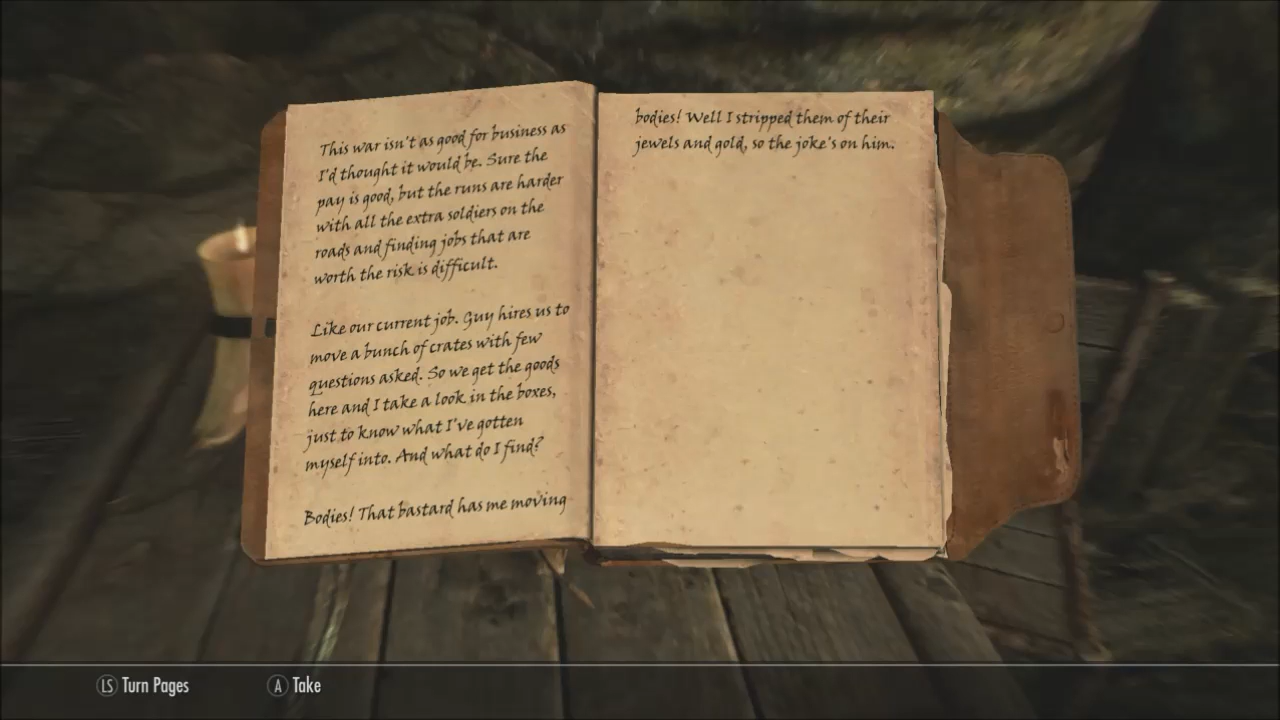 This war isn't as good for business as
I'd thought it would be. Sure the
pay is good, but the runs are harder
with all the extra soldiers on the
roads and finding jobs that are
worth the risk is difficult.
Like our current job. Guy hires us to
move a bunch of crates with few
questions asked. So we get the goods
here and I take a look in the boxes,
just to know what I've gotten
myself into. And what do I find?
Bodies! That bastard has me moving
bodies! Well I stripped them of their
jewels and gold, so the joke's on him.
LS Turn Pages
A Take